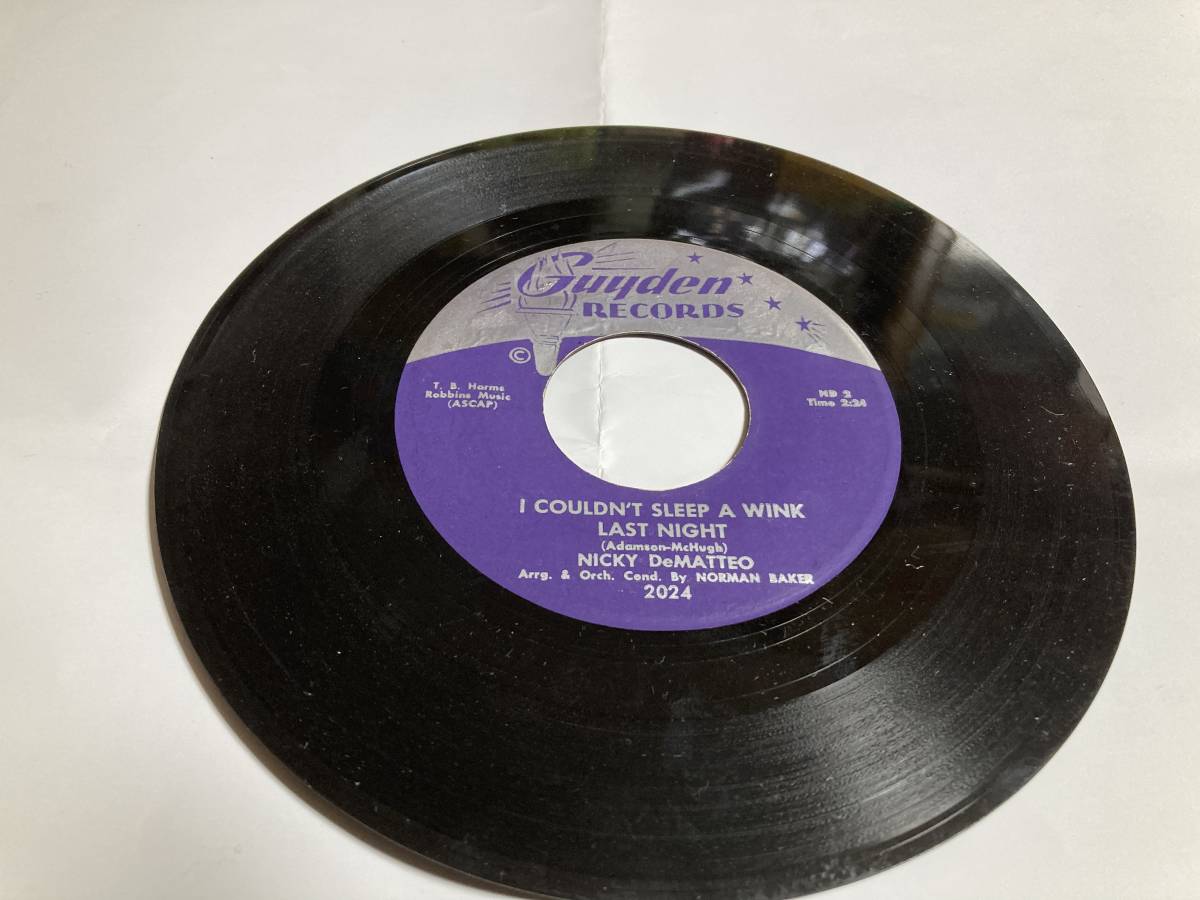 Guyden
RECORDS
©
T. B. Harms
Robbins Music
(ASCAP)
ND 2
Time 2:24
I COULDN'T SLEEP A WINK
LAST NIGHT
(Adamson-McHugh)
NICKY DeMATTEO
Arrg. & Orch. Cond. By NORMAN BAKER
2024